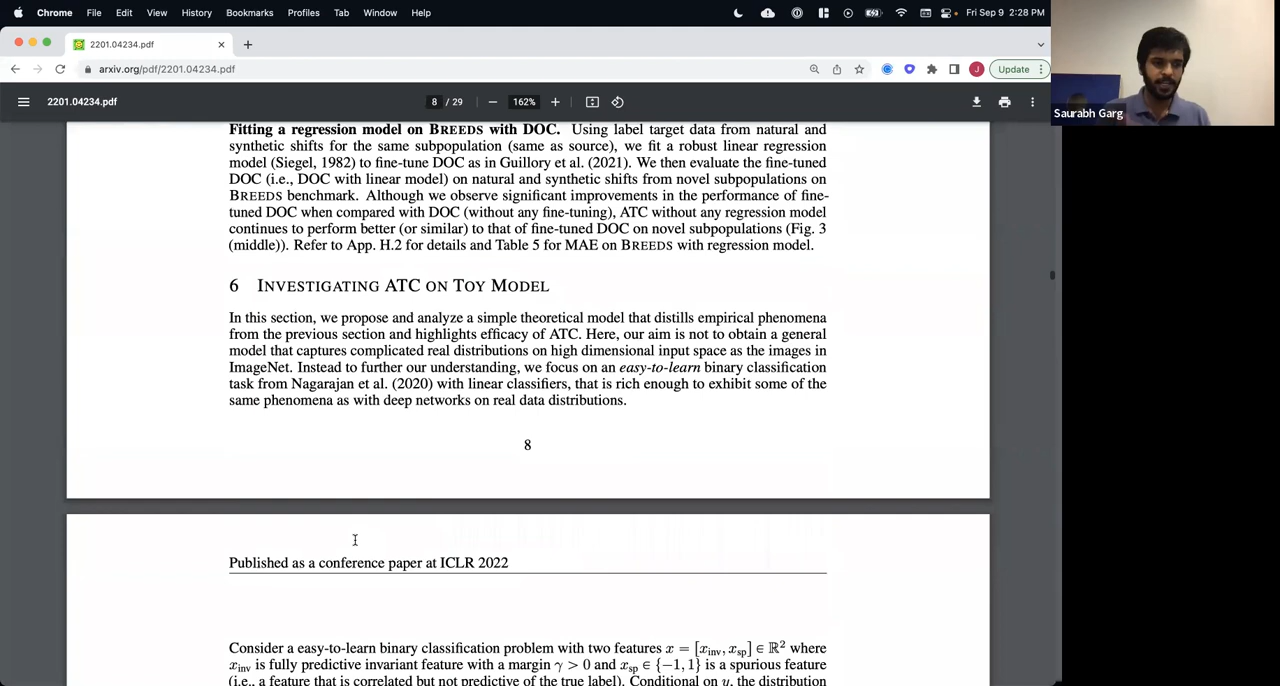 Chrome File Edit View History Bookmarks Profiles Tab Window Help Fri Sep 9 2:28 PM
2201.04234.pdf
arxiv.org/pdf/2201.04234.pdf J Update
2201.04234.pdf 8 / 29 162%
Saurabh Garg
Fitting a regression model on BREEDS with DOC. Using label target data from natural and
synthetic shifts for the same subpopulation (same as source), we fit a robust linear regression
model (Siegel, 1982) to fine-tune DOC as in Guillory et al. (2021). We then evaluate the fine-tuned
DOC (i.e., DOC with linear model) on natural and synthetic shifts from novel subpopulations on
BREEDS benchmark. Although we observe significant improvements in the performance of fine-
tuned DOC when compared with DOC (without any fine-tuning), ATC without any regression model
continues to perform better (or similar) to that of fine-tuned DOC on novel subpopulations (Fig. 3
(middle)). Refer to App. H.2 for details and Table 5 for MAE on BREEDS with regression model.
6 INVESTIGATING ATC ON TOY MODEL
In this section, we propose and analyze a simple theoretical model that distills empirical phenomena
from the previous section and highlights efficacy of ATC. Here, our aim is not to obtain a general
model that captures complicated real distributions on high dimensional input space as the images in
ImageNet. Instead to further our understanding, we focus on an easy-to-learn binary classification
task from Nagarajan et al. (2020) with linear classifiers, that is rich enough to exhibit some of the
same phenomena as with deep networks on real data distributions.
8
Published as a conference paper at ICLR 2022
Consider a easy-to-learn binary classification problem with two features x = [x_inv, x_sp] ∈ ℝ² where
x_inv is fully predictive invariant feature with a margin γ > 0 and x_sp ∈ {−1, 1} is a spurious feature
(i.e., a feature that is correlated but not predictive of the true label). Conditional on y, the distribution